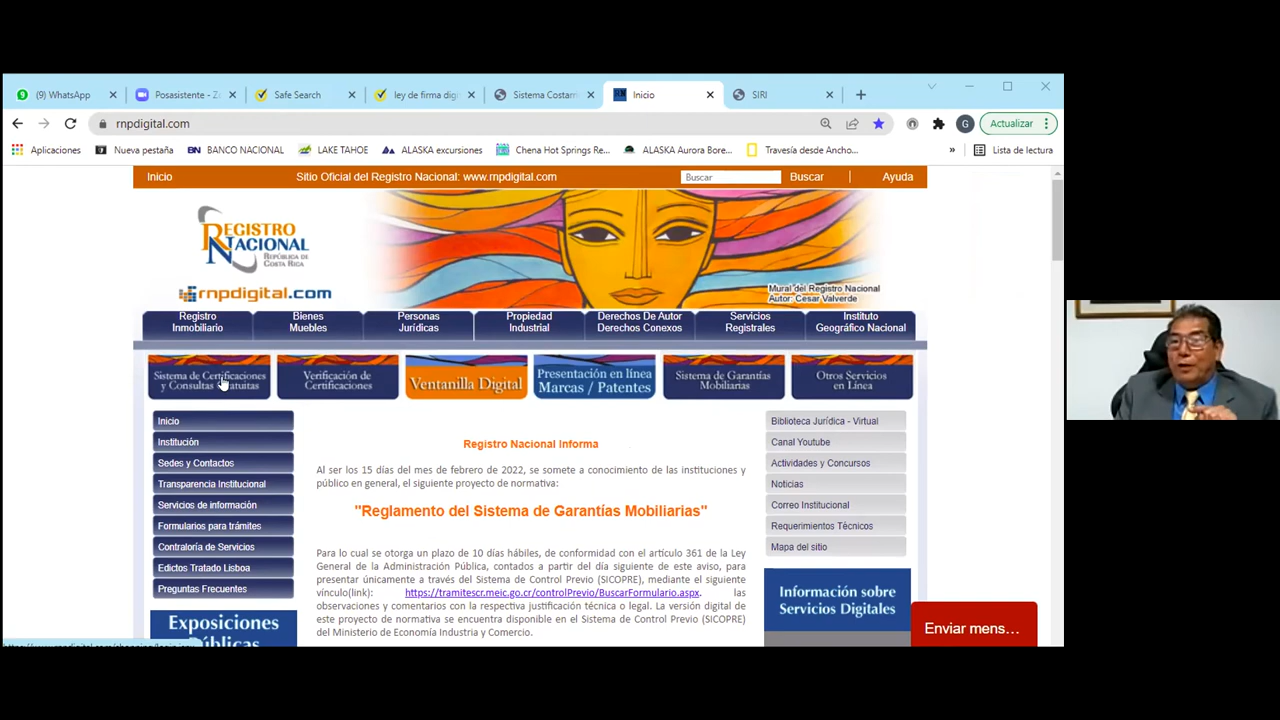 (9) WhatsApp
Posasistente - Z
Safe Search
ley de firma dig
Sistema Costarr
Inicio
SIRI
rnpdigital.com
G
Actualizar
Aplicaciones
Nueva pestaña
BN BANCO NACIONAL
LAKE TAHOE
ALASKA excursiones
Chena Hot Springs Re...
ALASKA Aurora Bore...
Travesía desde Ancho...
»
Lista de lectura
Inicio
Sitio Oficial del Registro Nacional: www.rnpdigital.com
Buscar
Buscar
Ayuda
REGISTRO
NACIONAL
REPÚBLICA DE
COSTA RICA
rnpdigital.com
Mural del Registro Nacional
Autor: Cesar Valverde
Registro
Inmobiliario
Bienes
Muebles
Personas
Jurídicas
Propiedad
Industrial
Derechos De Autor
Derechos Conexos
Servicios
Registrales
Instituto
Geográfico Nacional
Sistema de Certificaciones
y Consultas Gratuitas
Verificación de
Certificaciones
Ventanilla Digital
Presentación en línea
Marcas / Patentes
Sistema de Garantías
Mobiliarias
Otros Servicios
en Línea
Inicio
Institución
Sedes y Contactos
Transparencia Institucional
Servicios de información
Formularios para trámites
Contraloría de Servicios
Edictos Tratado Lisboa
Preguntas Frecuentes
Exposiciones
Públicas
Registro Nacional Informa
Al ser los 15 días del mes de febrero de 2022, se somete a conocimiento de las instituciones y
público en general, el siguiente proyecto de normativa:
"Reglamento del Sistema de Garantías Mobiliarias"
Para lo cual se otorga un plazo de 10 días hábiles, de conformidad con el artículo 361 de la Ley
General de la Administración Pública, contados a partir del día siguiente de este aviso, para
presentar únicamente a través del Sistema de Control Previo (SICOPRE), mediante el siguiente
vínculo(link): https://tramitescr.meic.go.cr/controlPrevio/BuscarFormulario.aspx. las
observaciones y comentarios con la respectiva justificación técnica o legal. La versión digital de
este proyecto de normativa se encuentra disponible en el Sistema de Control Previo (SICOPRE)
del Ministerio de Economía Industria y Comercio.
Biblioteca Jurídica - Virtual
Canal Youtube
Actividades y Concursos
Noticias
Correo Institucional
Requerimientos Técnicos
Mapa del sitio
Información sobre
Servicios Digitales
Enviar mens…